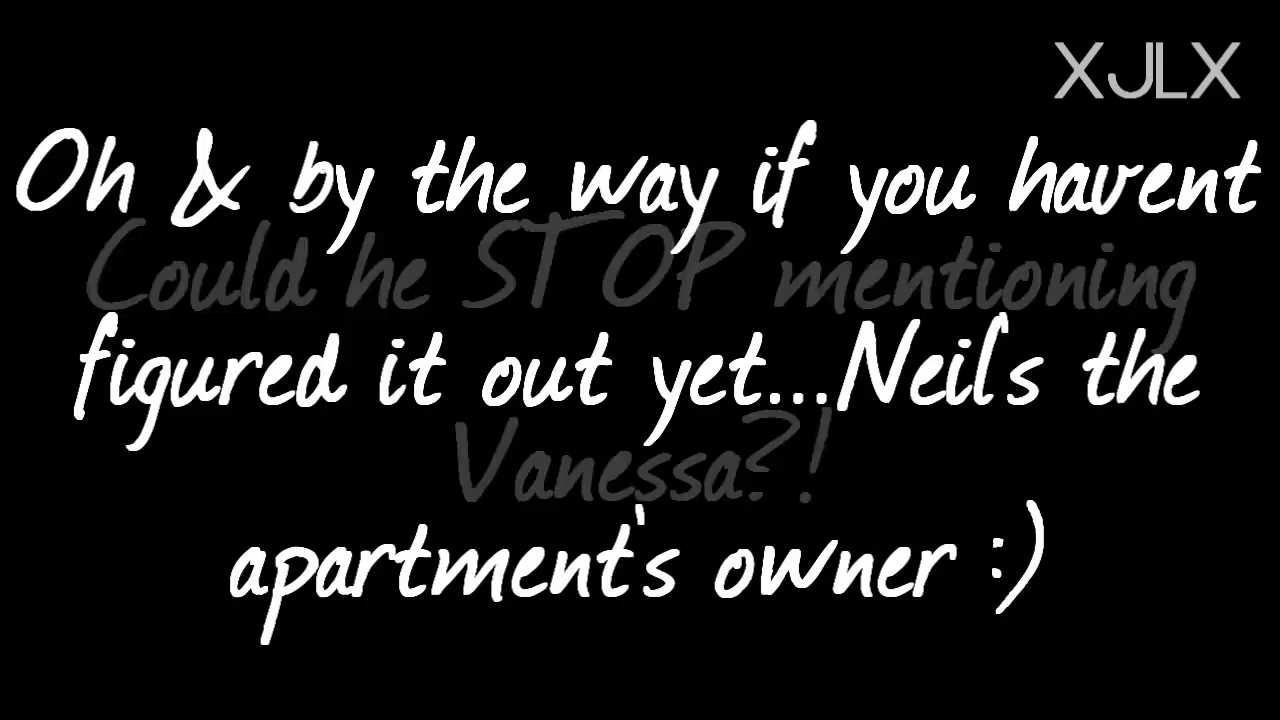 XJLX
Oh & by the way if you havent
Could he STOP mentioning
figured it out yet...Neil's the
Vanessa?!
apartment's owner :)